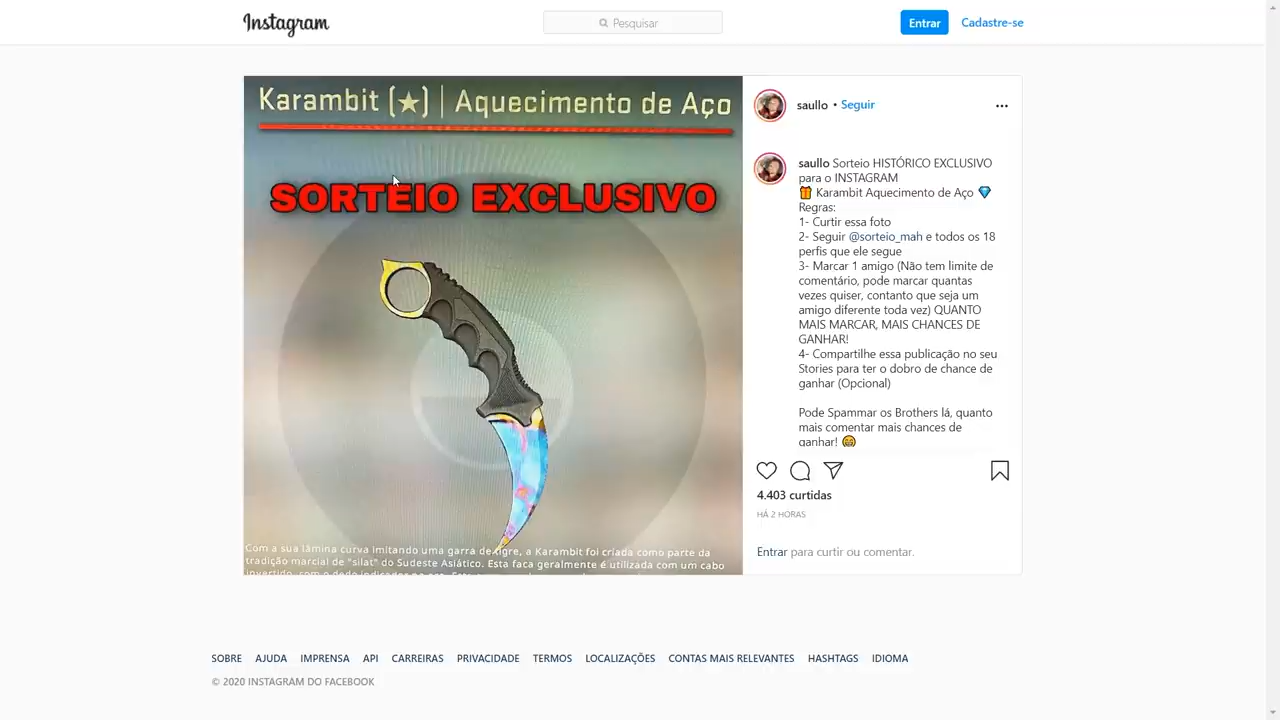 Instagram
Pesquisar
Entrar
Cadastre-se
Karambit (★) | Aquecimento de Aço
SORTEIO EXCLUSIVO
Com a sua lâmina curva imitando uma garra de tigre, a Karambit foi criada como parte da
tradição marcial de "silat" do Sudeste Asiático. Esta faca geralmente é utilizada com um cabo
saullo • Seguir
saullo Sorteio HISTÓRICO EXCLUSIVO
para o INSTAGRAM
🎁 Karambit Aquecimento de Aço 💎
Regras:
1- Curtir essa foto
2- Seguir @sorteio_mah e todos os 18
perfis que ele segue
3- Marcar 1 amigo (Não tem limite de
comentário, pode marcar quantas
vezes quiser, contanto que seja um
amigo diferente toda vez) QUANTO
MAIS MARCAR, MAIS CHANCES DE
GANHAR!
4- Compartilhe essa publicação no seu
Stories para ter o dobro de chance de
ganhar (Opcional)
Pode Spammar os Brothers lá, quanto
mais comentar mais chances de
ganhar! 😁
4.403 curtidas
HÁ 2 HORAS
Entrar para curtir ou comentar.
SOBRE AJUDA IMPRENSA API CARREIRAS PRIVACIDADE TERMOS LOCALIZAÇÕES CONTAS MAIS RELEVANTES HASHTAGS IDIOMA
© 2020 INSTAGRAM DO FACEBOOK